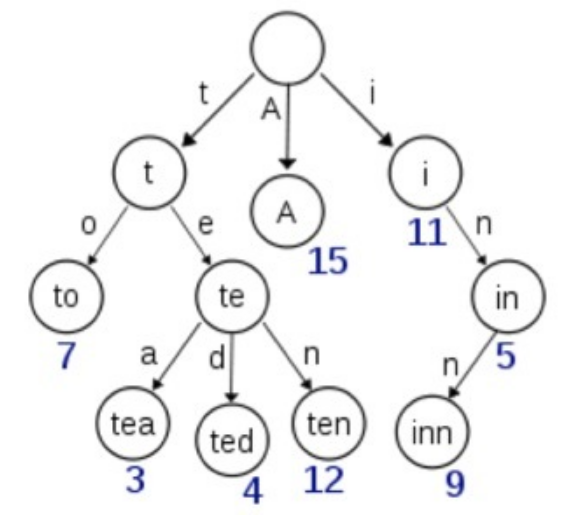 t A i
t A i
15 11
o e n
to te in
7 5
a d n n
tea ted ten inn
3 4 12 9